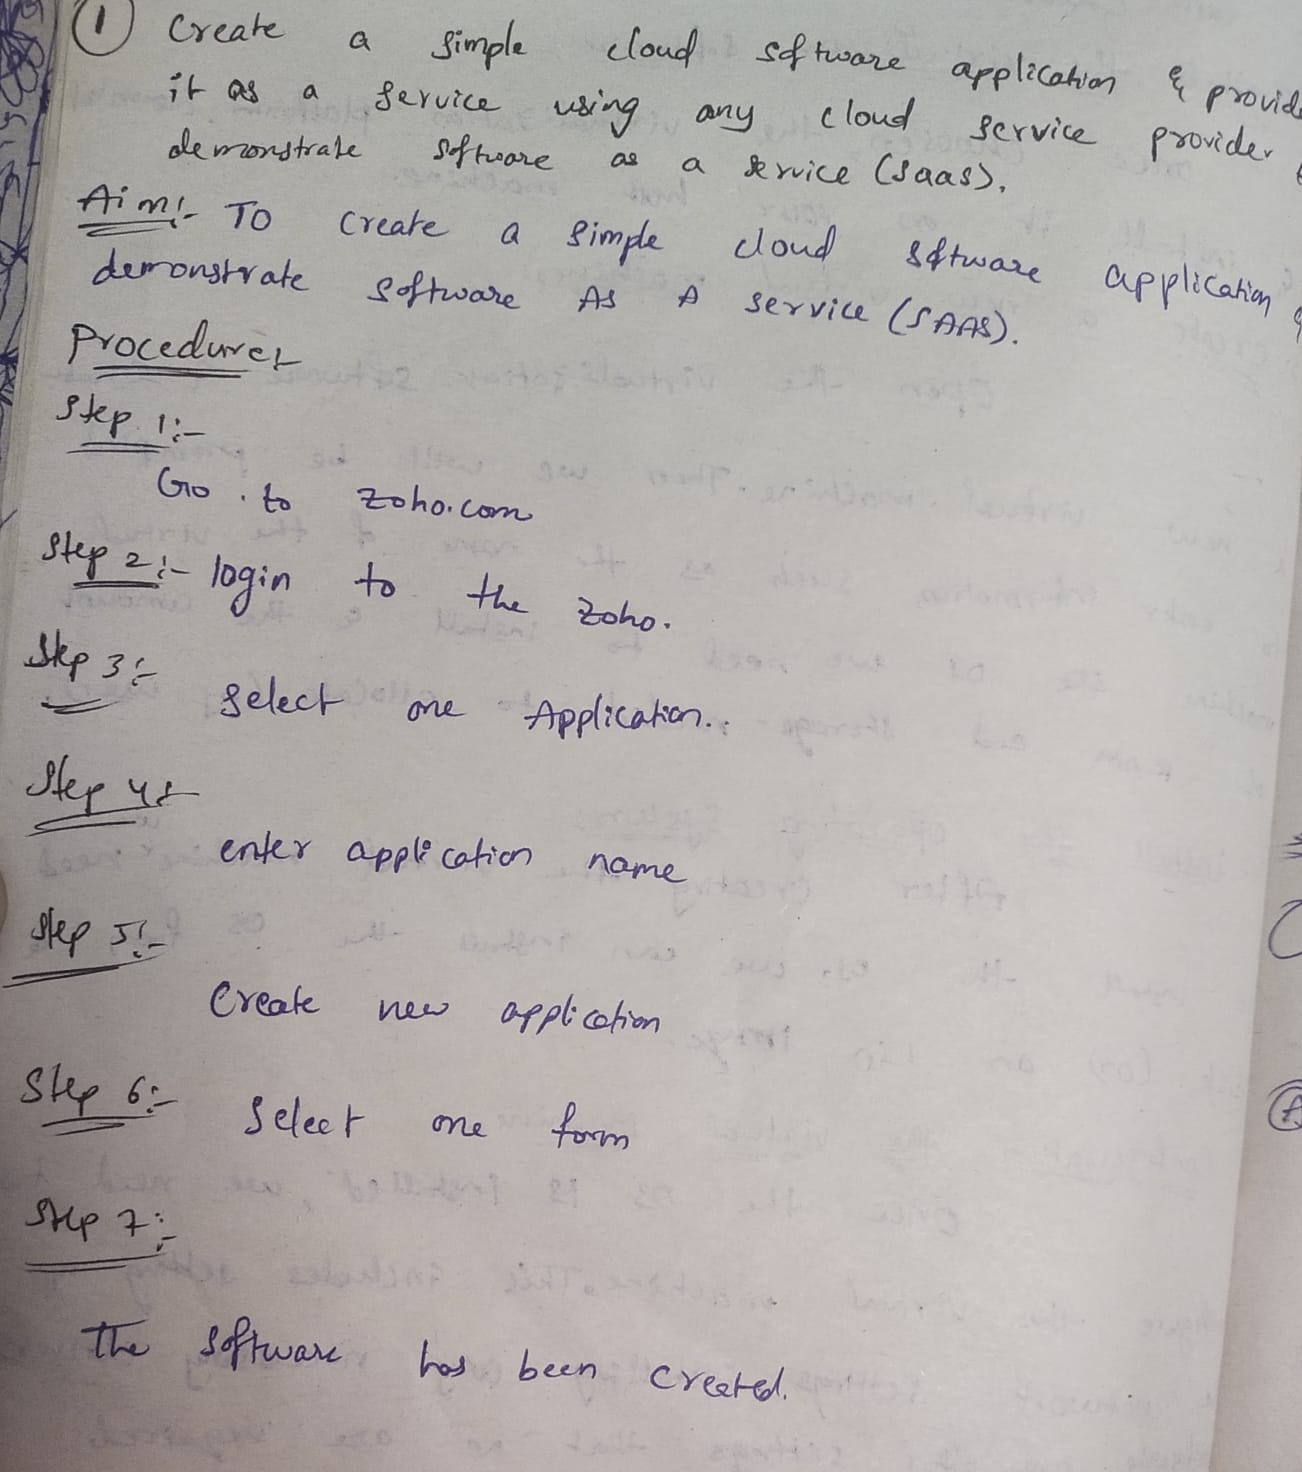 ① Create a simple cloud software application & provide
it as a service using any cloud service provider
demonstrate software as a service (Saas).
Aim:- To create a simple cloud software application &
demonstrate software As A service (SAAS).
Procedure:-
Step 1:-
Go to zoho.com
Step 2:- login to the zoho.
Step 3:-
select one Application..
Step 4:-
enter application name
Step 5:-
Create new application
Step 6:-
Select one form
Step 7:-
The software has been created.